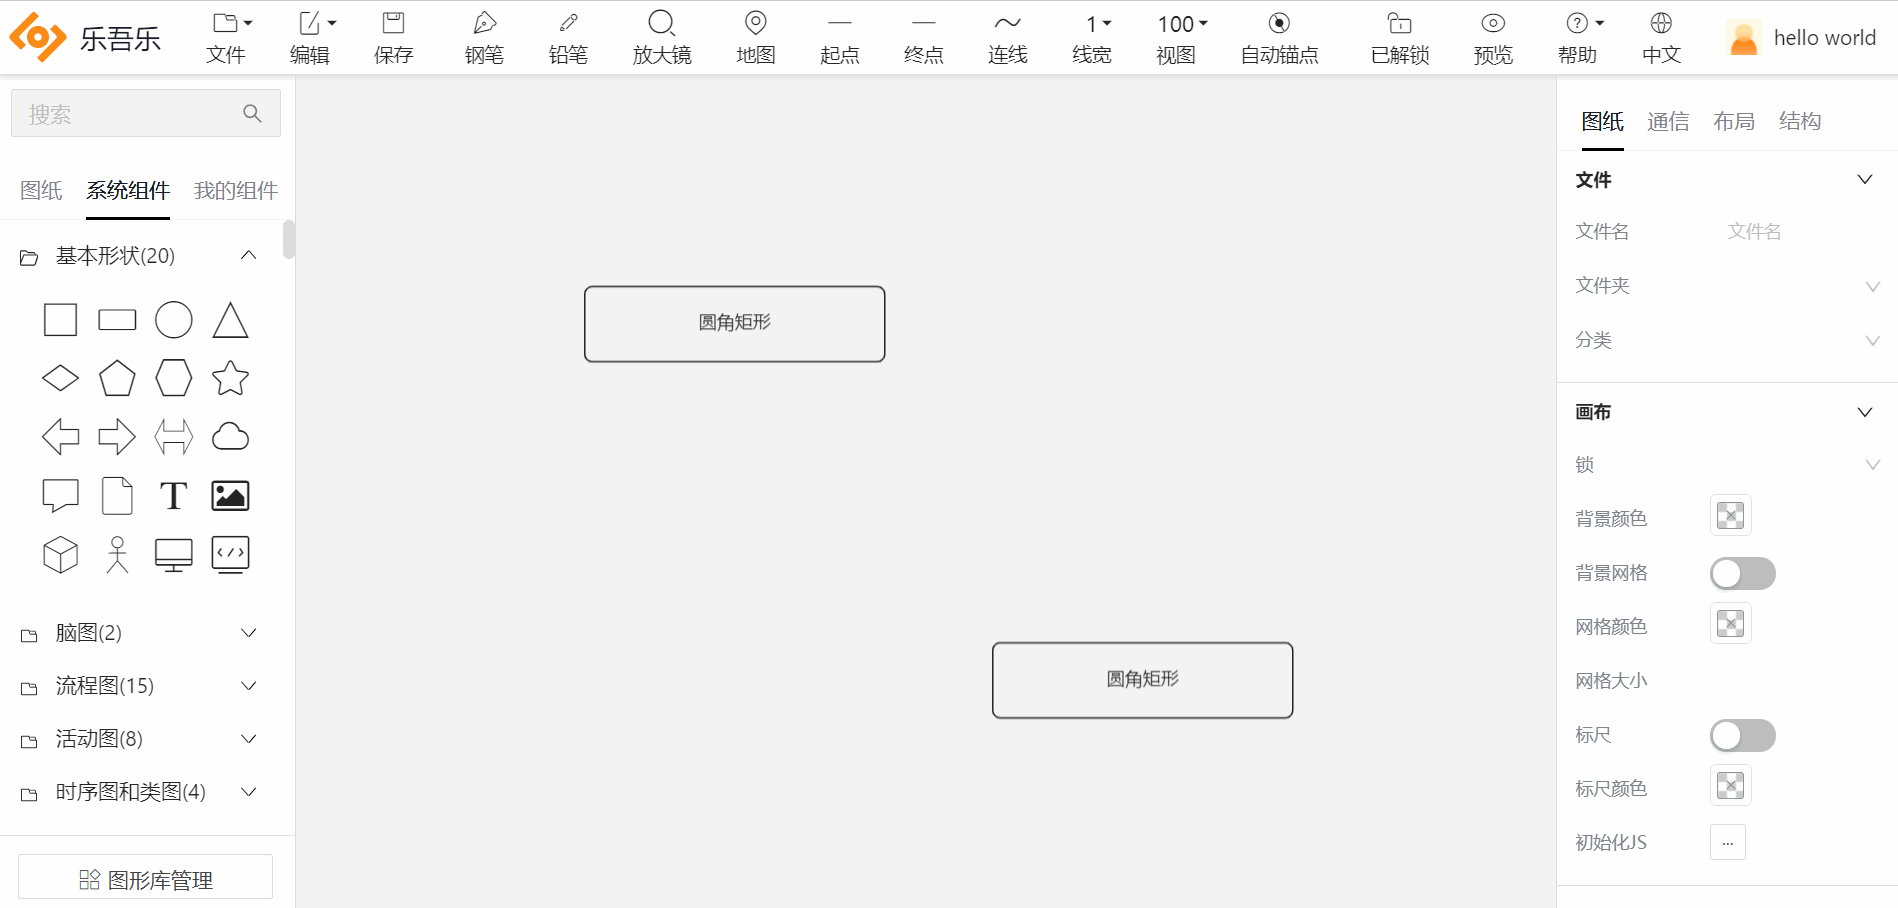 乐吾乐
文件
编辑
保存
钢笔
铅笔
放大镜
地图
起点
终点
连线
1
线宽
100
视图
自动锚点
已解锁
预览
帮助
中文
hello world
搜索
图纸 系统组件 我的组件
基本形状(20)
T
脑图(2)
流程图(15)
活动图(8)
时序图和类图(4)
图形库管理
圆角矩形
圆角矩形
图纸 通信 布局 结构
文件
文件名 文件名
文件夹
分类
画布
锁
背景颜色
背景网格
网格颜色
网格大小
标尺
标尺颜色
初始化JS ...